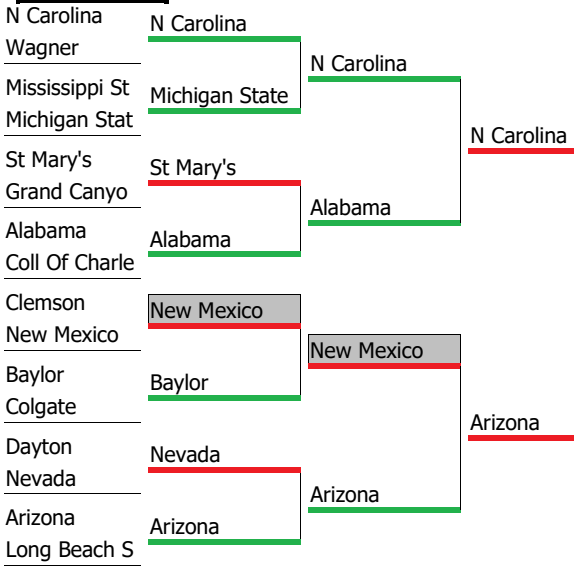 N Carolina
Wagner
Mississippi St
Michigan Stat
St Mary's
Grand Canyo
Alabama
Coll Of Charle
Clemson
New Mexico
Baylor
Colgate
Dayton
Nevada
Arizona
Long Beach S
N Carolina
Michigan State
St Mary's
Alabama
New Mexico
Baylor
Nevada
Arizona
N Carolina
Alabama
New Mexico
Arizona
N Carolina
Arizona